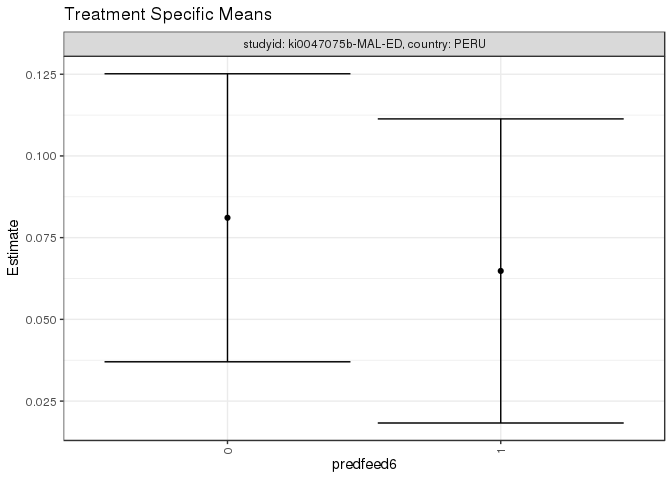 Treatment Specific Means
studyid: ki0047075b-MAL-ED, country: PERU
0.125
0.100
0.075
0.050
0.025
Estimate
0
1
predfeed6